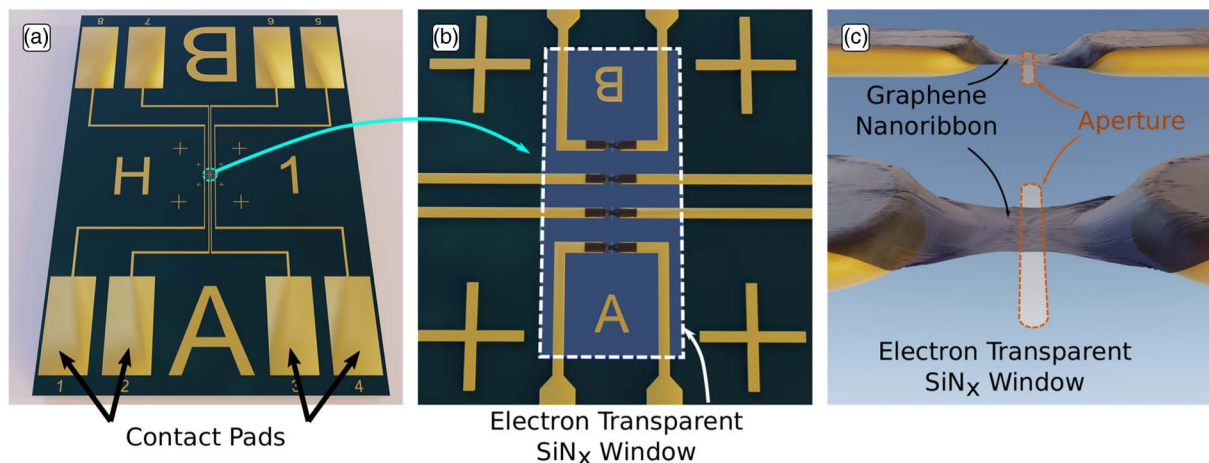 (a)
8
7
B
6
5
H
1
A
1
2
3
4
Contact Pads
(b)
B
A
Electron Transparent
SiNx Window
(c)
Graphene
Nanoribbon
Aperture
Electron Transparent
SiNx Window